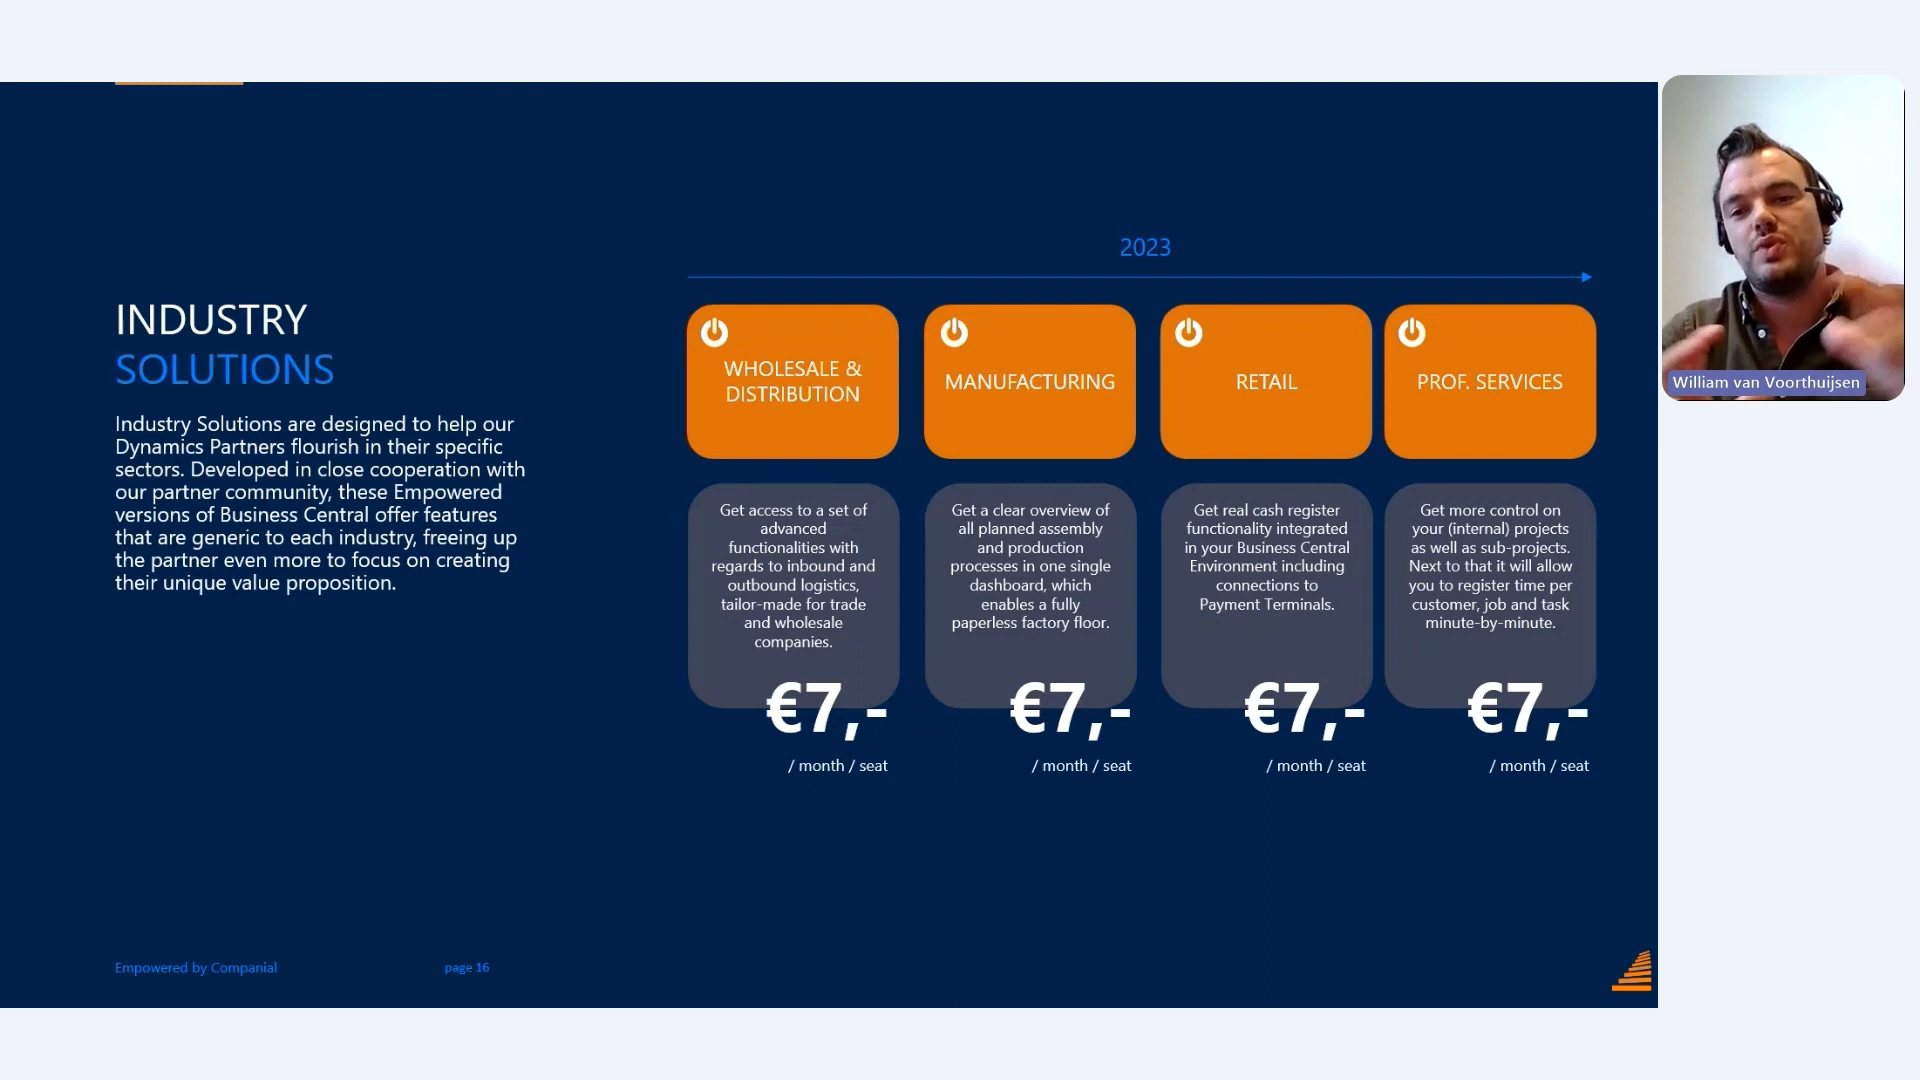 2023
INDUSTRY
SOLUTIONS
Industry Solutions are designed to help our
Dynamics Partners flourish in their specific
sectors. Developed in close cooperation with
our partner community, these Empowered
versions of Business Central offer features
that are generic to each industry, freeing up
the partner even more to focus on creating
their unique value proposition.
WHOLESALE &
DISTRIBUTION
Get access to a set of
advanced
functionalities with
regards to inbound and
outbound logistics,
tailor-made for trade
and wholesale
companies.
€7,-
/ month / seat
MANUFACTURING
Get a clear overview of
all planned assembly
and production
processes in one single
dashboard, which
enables a fully
paperless factory floor.
€7,-
/ month / seat
RETAIL
Get real cash register
functionality integrated
in your Business Central
Environment including
connections to
Payment Terminals.
€7,-
/ month / seat
PROF. SERVICES
Get more control on
your (internal) projects
as well as sub-projects.
Next to that it will allow
you to register time per
customer, job and task
minute-by-minute.
€7,-
/ month / seat
William van Voorthuijsen
Empowered by Companial
page 16